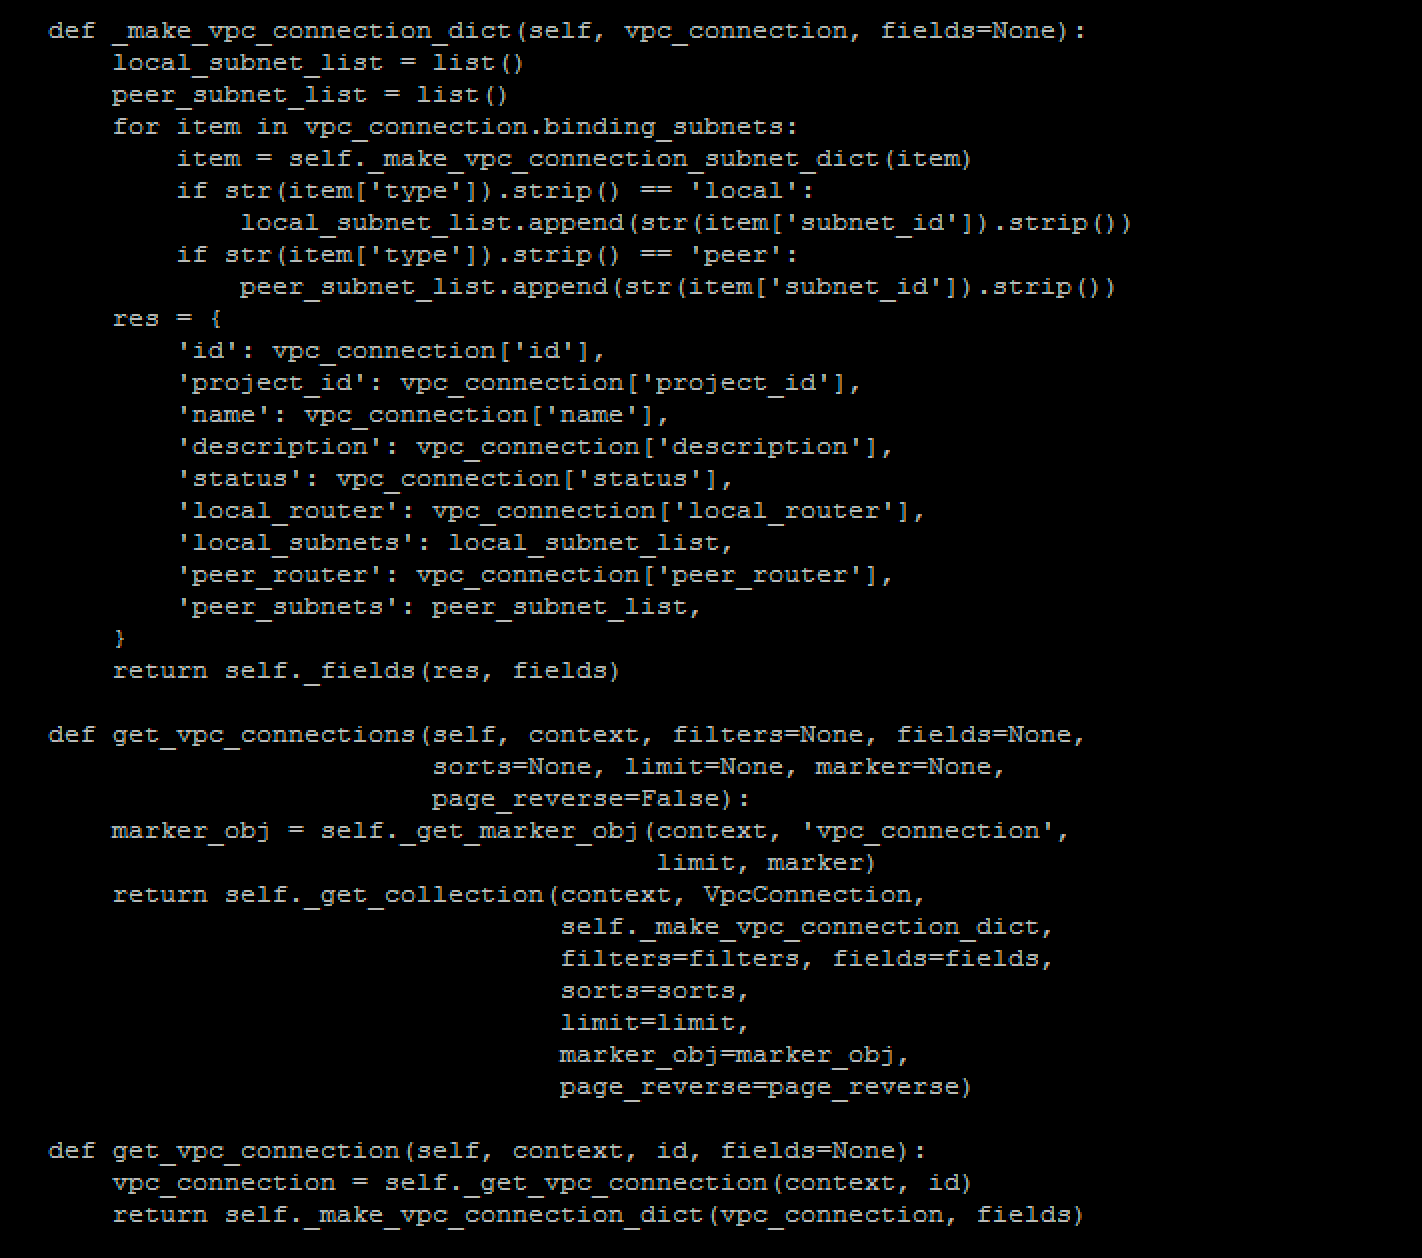 def _make_vpc_connection_dict(self, vpc_connection, fields=None):
    local_subnet_list = list()
    peer_subnet_list = list()
    for item in vpc_connection.binding_subnets:
        item = self._make_vpc_connection_subnet_dict(item)
        if str(item['type']).strip() == 'local':
            local_subnet_list.append(str(item['subnet_id']).strip())
        if str(item['type']).strip() == 'peer':
            peer_subnet_list.append(str(item['subnet_id']).strip())
    res = {
        'id': vpc_connection['id'],
        'project_id': vpc_connection['project_id'],
        'name': vpc_connection['name'],
        'description': vpc_connection['description'],
        'status': vpc_connection['status'],
        'local_router': vpc_connection['local_router'],
        'local_subnets': local_subnet_list,
        'peer_router': vpc_connection['peer_router'],
        'peer_subnets': peer_subnet_list,
    }
    return self._fields(res, fields)

def get_vpc_connections(self, context, filters=None, fields=None,
                        sorts=None, limit=None, marker=None,
                        page_reverse=False):
    marker_obj = self._get_marker_obj(context, 'vpc_connection',
                                      limit, marker)
    return self._get_collection(context, VpcConnection,
                                self._make_vpc_connection_dict,
                                filters=filters, fields=fields,
                                sorts=sorts,
                                limit=limit,
                                marker_obj=marker_obj,
                                page_reverse=page_reverse)

def get_vpc_connection(self, context, id, fields=None):
    vpc_connection = self._get_vpc_connection(context, id)
    return self._make_vpc_connection_dict(vpc_connection, fields)